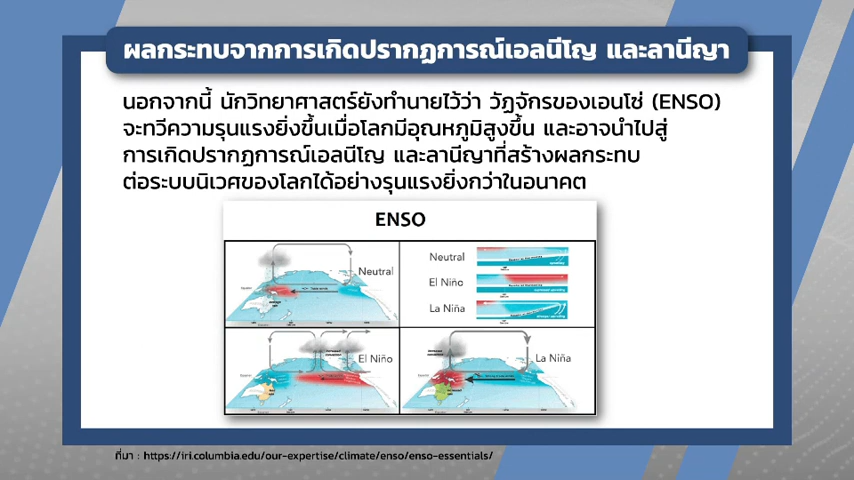 ผลกระทบจากการเกิดปรากฏการณ์เอลนีโญ และลานีญา
นอกจากนี้ นักวิทยาศาสตร์ยังทำนายไว้ว่า วัฏจักรของเอนโซ่ (ENSO)
จะทวีความรุนแรงยิ่งขึ้นเมื่อโลกมีอุณหภูมิสูงขึ้น และอาจนำไปสู่
การเกิดปรากฏการณ์เอลนีโญ และลานีญาที่สร้างผลกระทบ
ต่อระบบนิเวศของโลกได้อย่างรุนแรงยิ่งกว่าในอนาคต
ENSO
Neutral
Neutral
El Niño
La Niña
El Niño
La Niña
ที่มา : https://iri.columbia.edu/our-expertise/climate/enso/enso-essentials/